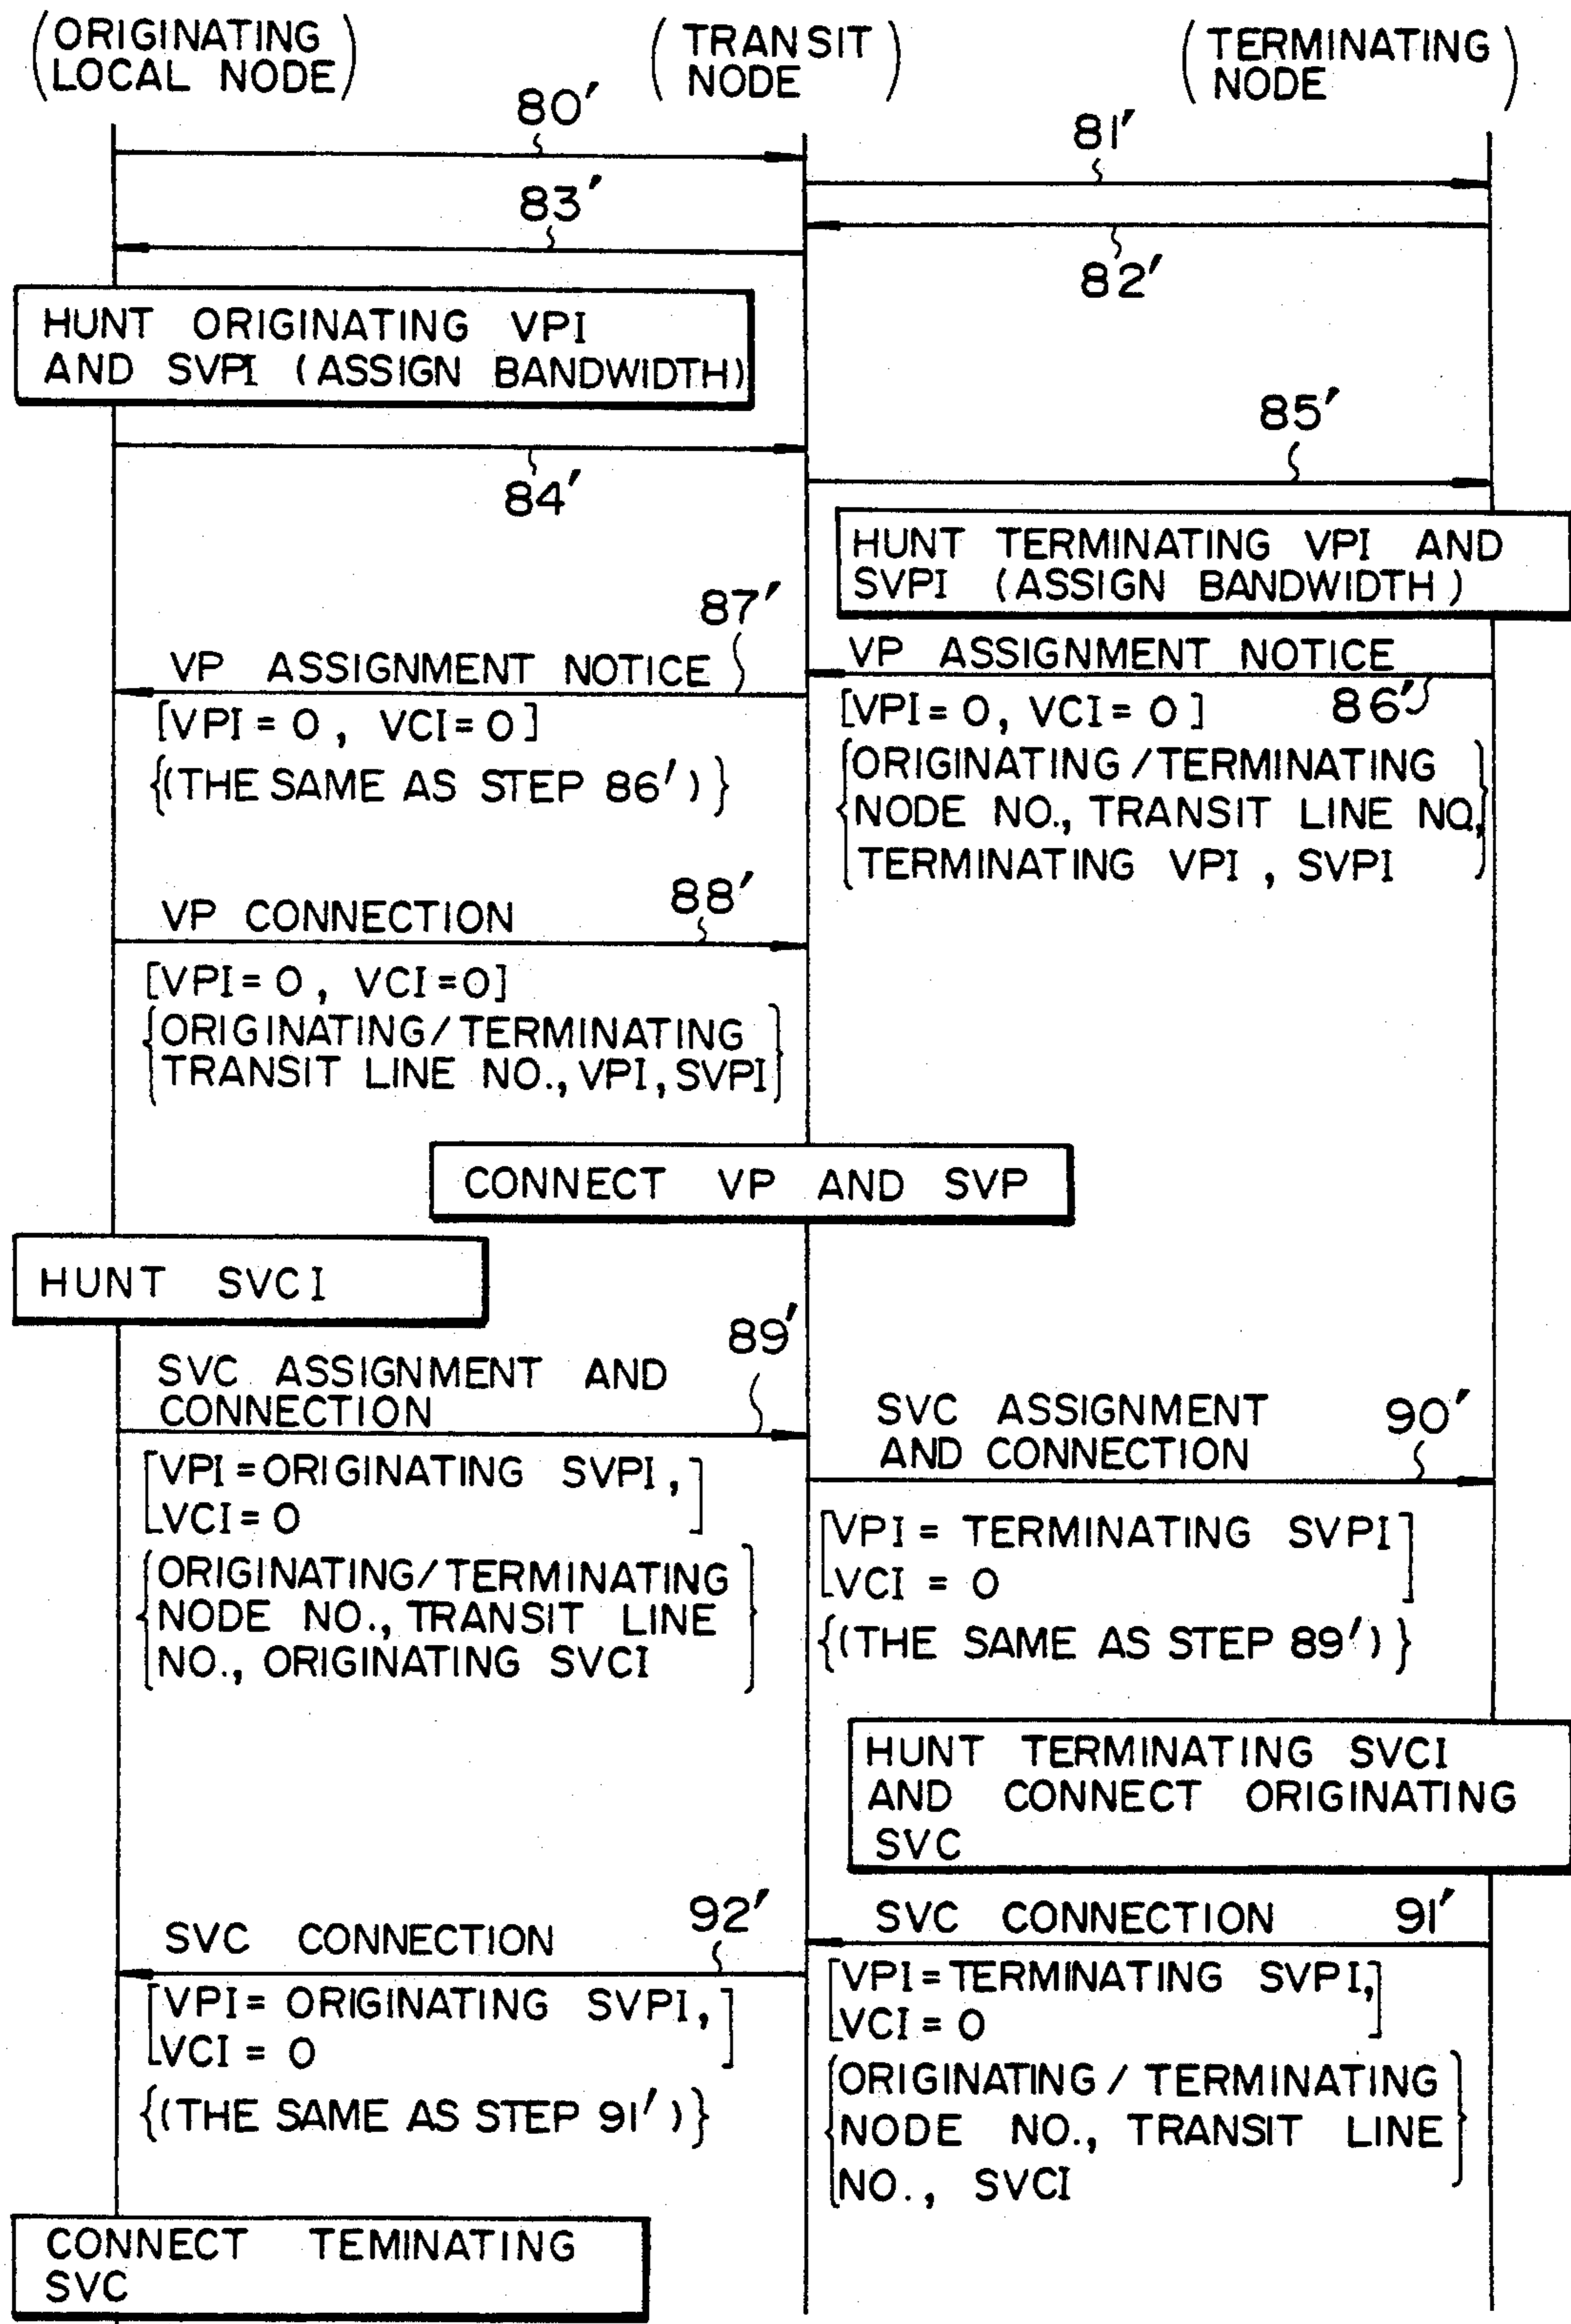 (ORIGINATING
LOCAL NODE)
(TRANSIT
NODE)
(TERMINATING
NODE)
80'
81'
83'
82'
HUNT ORIGINATING VPI
AND SVPI (ASSIGN BANDWIDTH)
84'
85'
HUNT TERMINATING VPI AND
SVPI (ASSIGN BANDWIDTH)
87'
VP ASSIGNMENT NOTICE
[VPI=0, VCI=0]
{(THE SAME AS STEP 86')}
VP ASSIGNMENT NOTICE
86'
[VPI=0, VCI=0]
{ORIGINATING/TERMINATING
NODE NO., TRANSIT LINE NO.,
TERMINATING VPI, SVPI}
88'
VP CONNECTION
[VPI=0, VCI=0]
{ORIGINATING/TERMINATING
TRANSIT LINE NO., VPI, SVPI}
CONNECT VP AND SVP
HUNT SVCI
89'
SVC ASSIGNMENT AND
CONNECTION
[VPI=ORIGINATING SVPI,
VCI=0]
{ORIGINATING/TERMINATING
NODE NO., TRANSIT LINE
NO., ORIGINATING SVCI}
SVC ASSIGNMENT
AND CONNECTION
90'
[VPI=TERMINATING SVPI
VCI=0]
{(THE SAME AS STEP 89')}
HUNT TERMINATING SVCI
AND CONNECT ORIGINATING
SVC
SVC CONNECTION
91'
[VPI=TERMINATING SVPI,
VCI=0]
{ORIGINATING/TERMINATING
NODE NO., TRANSIT LINE
NO., SVCI}
92'
SVC CONNECTION
[VPI=ORIGINATING SVPI,
VCI=0]
{(THE SAME AS STEP 91')}
CONNECT TEMINATING
SVC